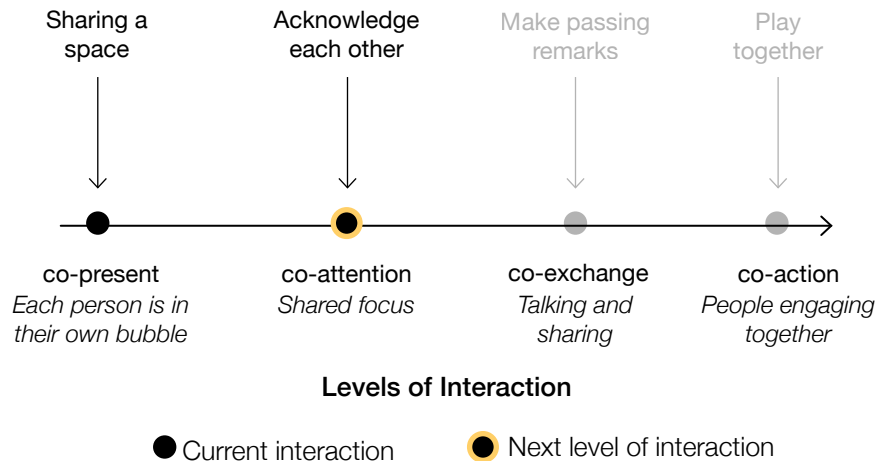 Sharing a
space
Acknowledge
each other
Make passing
remarks
Play
together
co-present
Each person is in
their own bubble
co-attention
Shared focus
co-exchange
Talking and
sharing
co-action
People engaging
together
Levels of Interaction
Current interaction
Next level of interaction